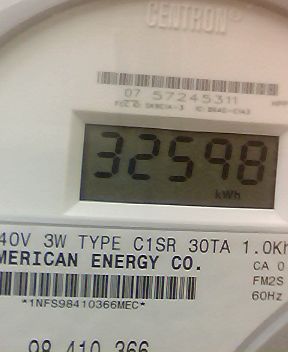 CENTRON®
07 57245311
32598
kWh
40V 3W TYPE C1SR 30TA 1.0Kh
MERICAN ENERGY CO.
CA 0
FM2S
60Hz
*1NFS98410366MEC*
98 410 366